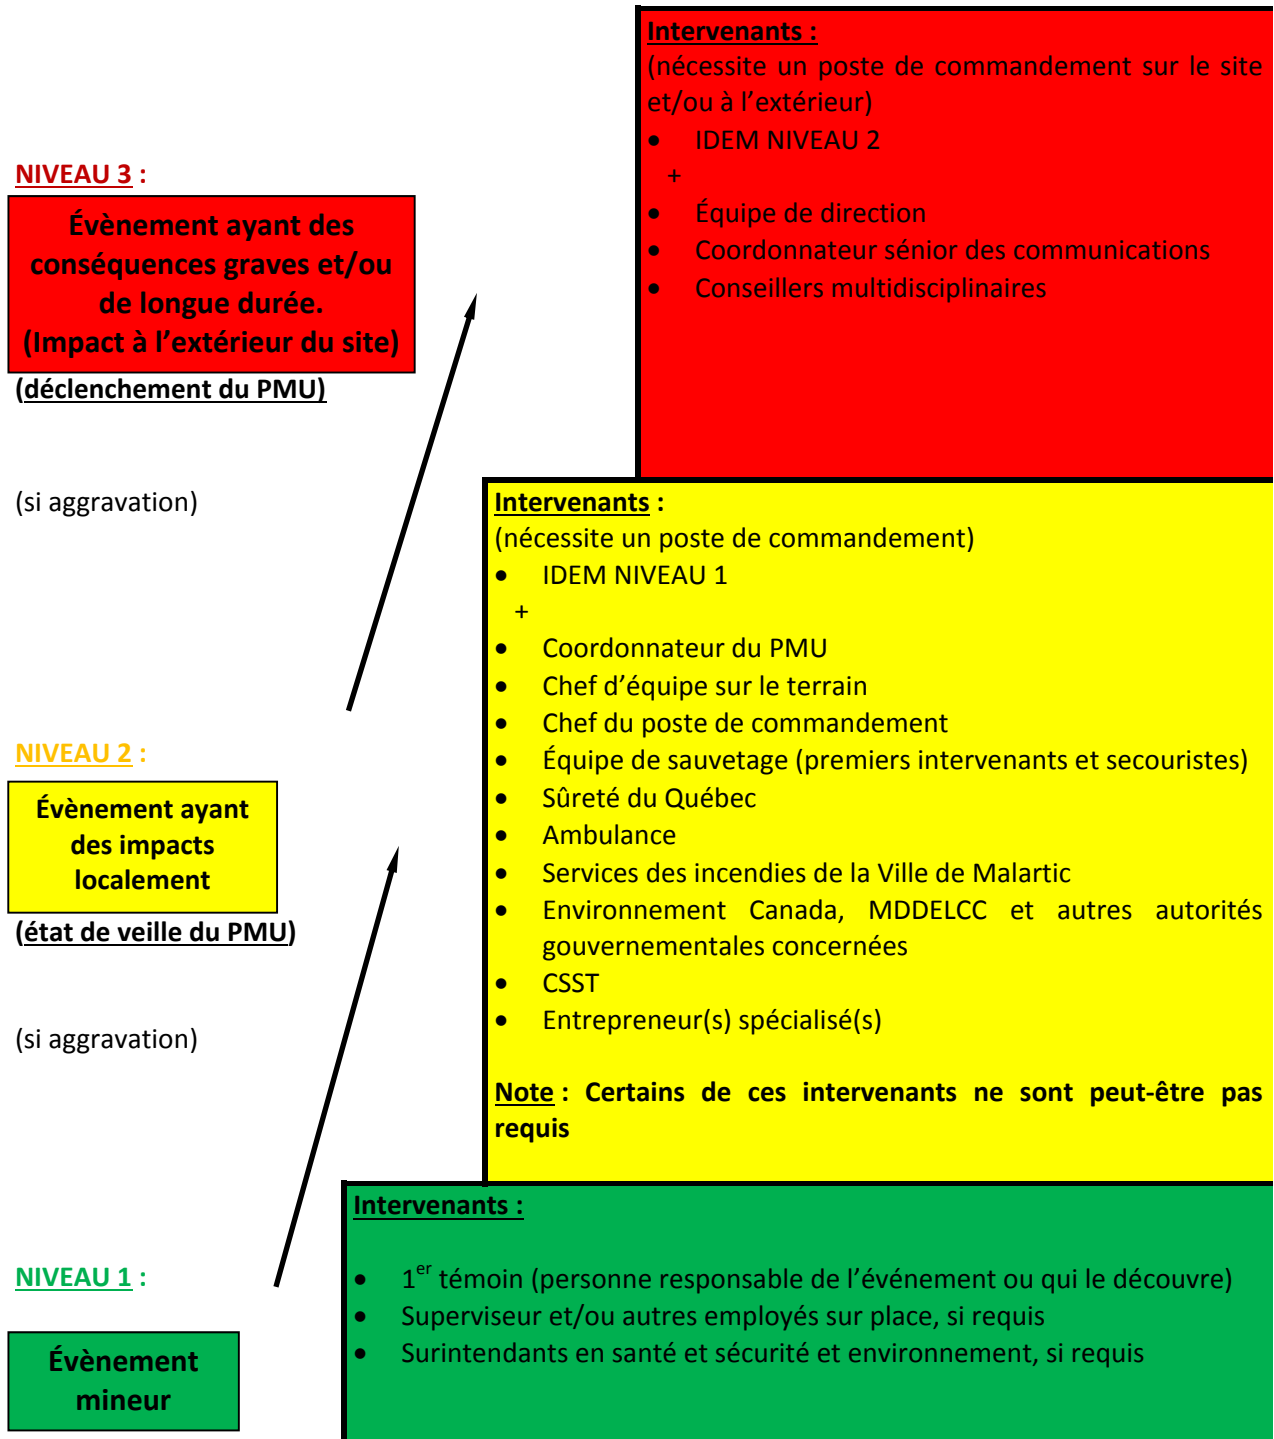 Intervenants :
(nécessite un poste de commandement sur le site
et/ou à l’extérieur)
• IDEM NIVEAU 2
+
• Équipe de direction
• Coordonnateur sénior des communications
• Conseillers multidisciplinaires
NIVEAU 3 :
Évènement ayant des
conséquences graves et/ou
de longue durée.
(Impact à l’extérieur du site)
(déclenchement du PMU)
(si aggravation)
Intervenants :
(nécessite un poste de commandement)
• IDEM NIVEAU 1
+
• Coordonnateur du PMU
• Chef d’équipe sur le terrain
• Chef du poste de commandement
• Équipe de sauvetage (premiers intervenants et secouristes)
• Sûreté du Québec
• Ambulance
• Services des incendies de la Ville de Malartic
• Environnement Canada, MDDELCC et autres autorités
gouvernementales concernées
• CSST
• Entrepreneur(s) spécialisé(s)
Note : Certains de ces intervenants ne sont peut-être pas
requis
NIVEAU 2 :
Évènement ayant
des impacts
localement
(état de veille du PMU)
(si aggravation)
Intervenants :
• 1er témoin (personne responsable de l’événement ou qui le découvre)
• Superviseur et/ou autres employés sur place, si requis
• Surintendants en santé et sécurité et environnement, si requis
NIVEAU 1 :
Évènement
mineur